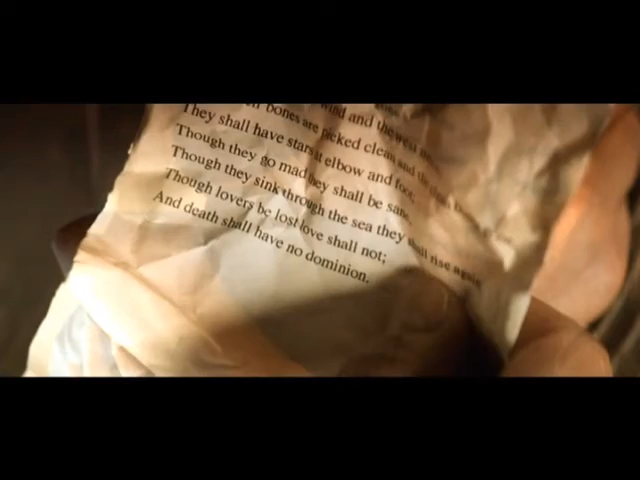 wind and the west
bones are picked clean and the clean
They shall have stars at elbow and foot;
Though they go mad they shall be sane,
Though they sink through the sea they shall rise again;
Though lovers be lost love shall not;
And death shall have no dominion.